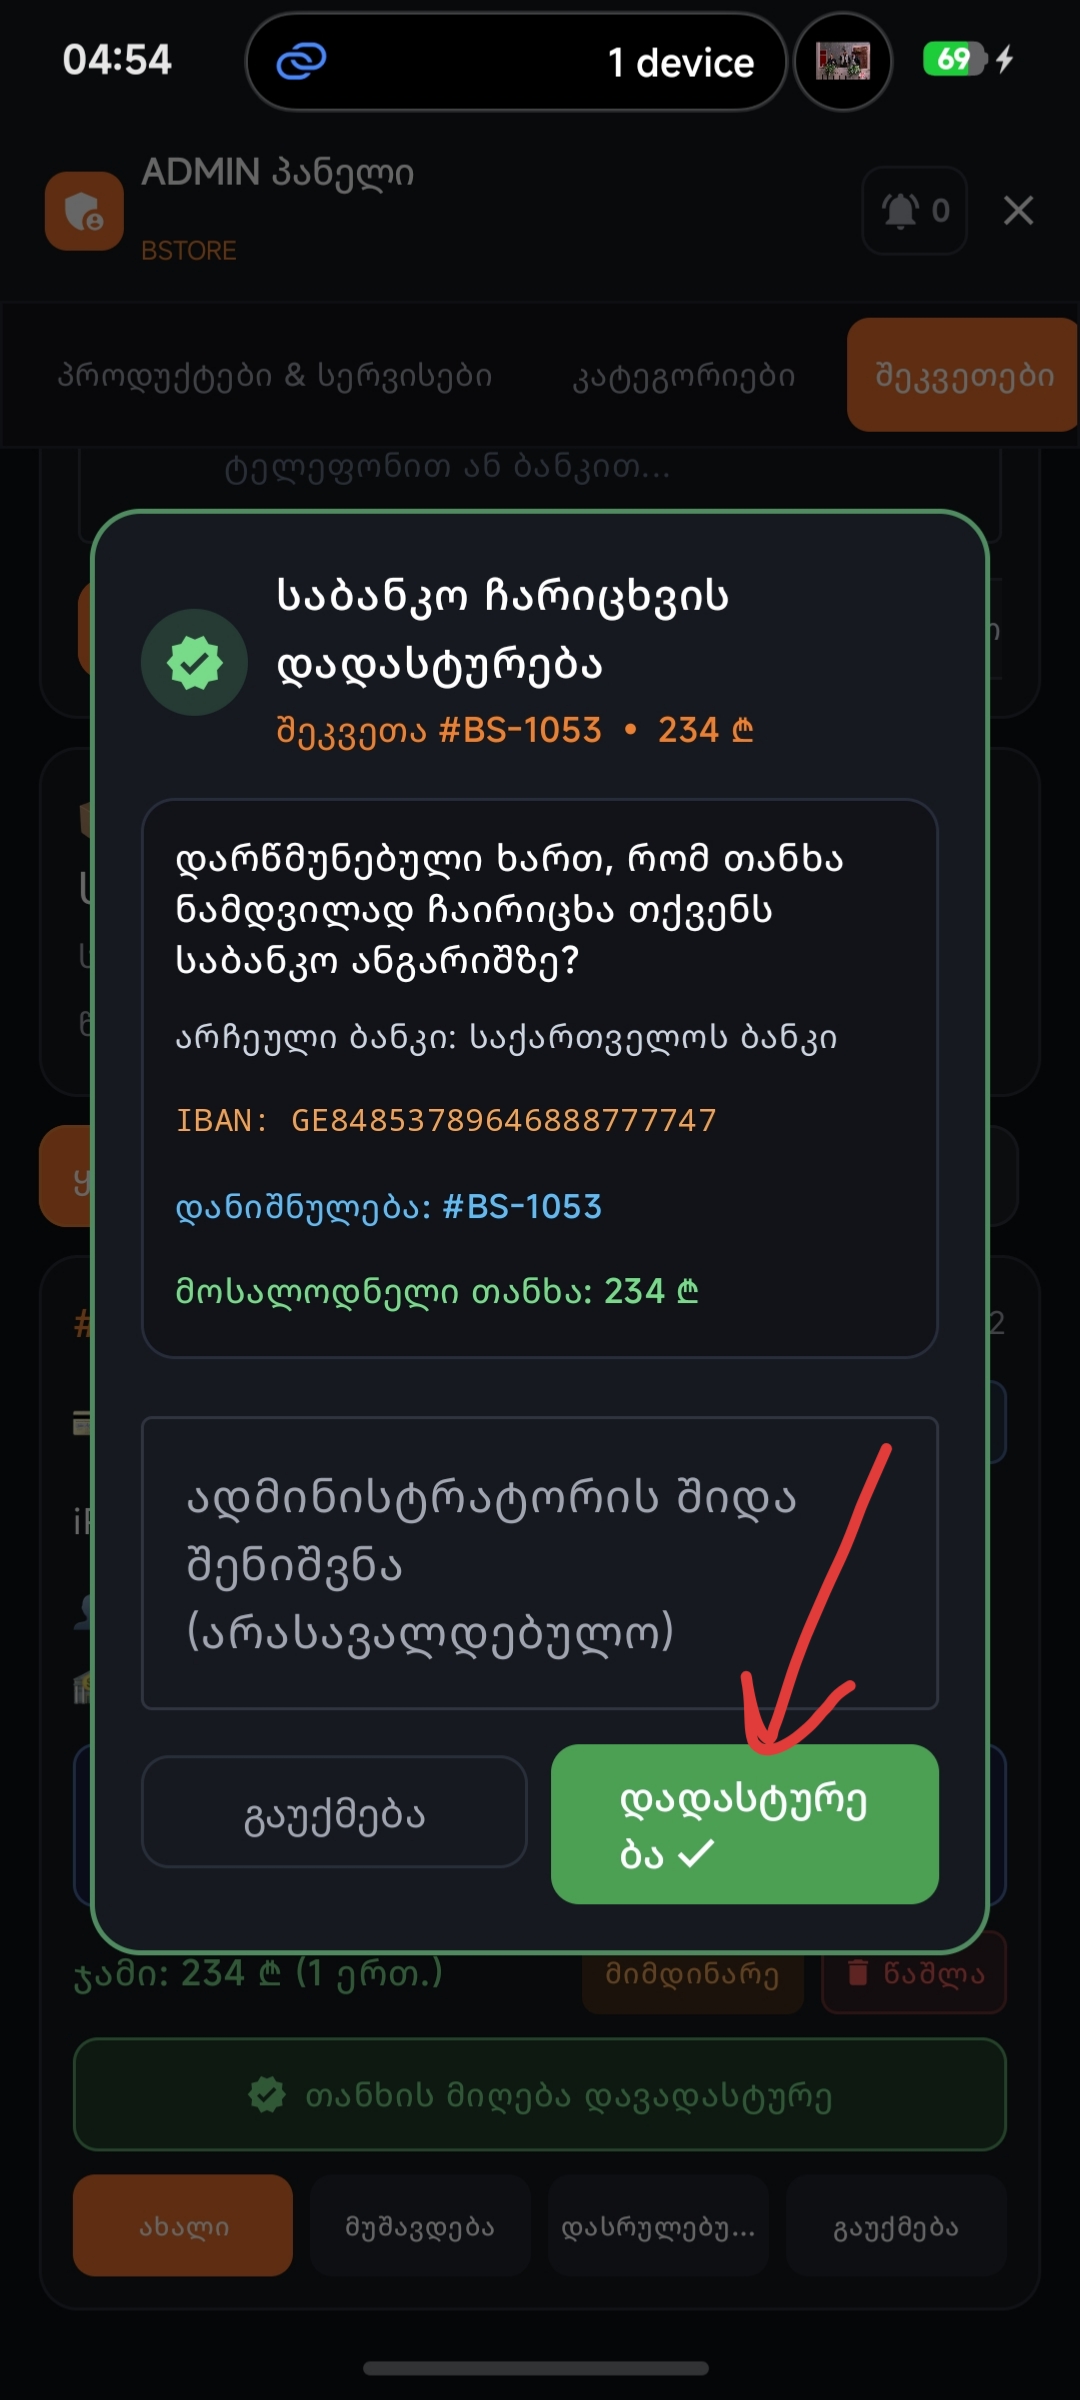 04:54
1 device
69
ADMIN პანელი
BSTORE
0
პროდუქტები & სერვისები
კატეგორიები
შეკვეთები
ტელეფონით ან ბანკით...
საბანკო ჩარიცხვის
დადასტურება
შეკვეთა #BS-1053 • 234 ₾
დარწმუნებული ხართ, რომ თანხა
ნამდვილად ჩაირიცხა თქვენს
საბანკო ანგარიშზე?
არჩეული ბანკი: საქართველოს ბანკი
IBAN: GE84853789646888777747
დანიშნულება: #BS-1053
მოსალოდნელი თანხა: 234 ₾
ადმინისტრატორის შიდა
შენიშვნა
(არასავალდებულო)
გაუქმება
დადასტურე
ბა ✓
ჯამი: 234 ₾ (1 ერთ.)
მიმდინარე
წაშლა
თანხის მიღება დავადასტურე
ახალი
მუშავდება
დასრულებუ...
გაუქმება